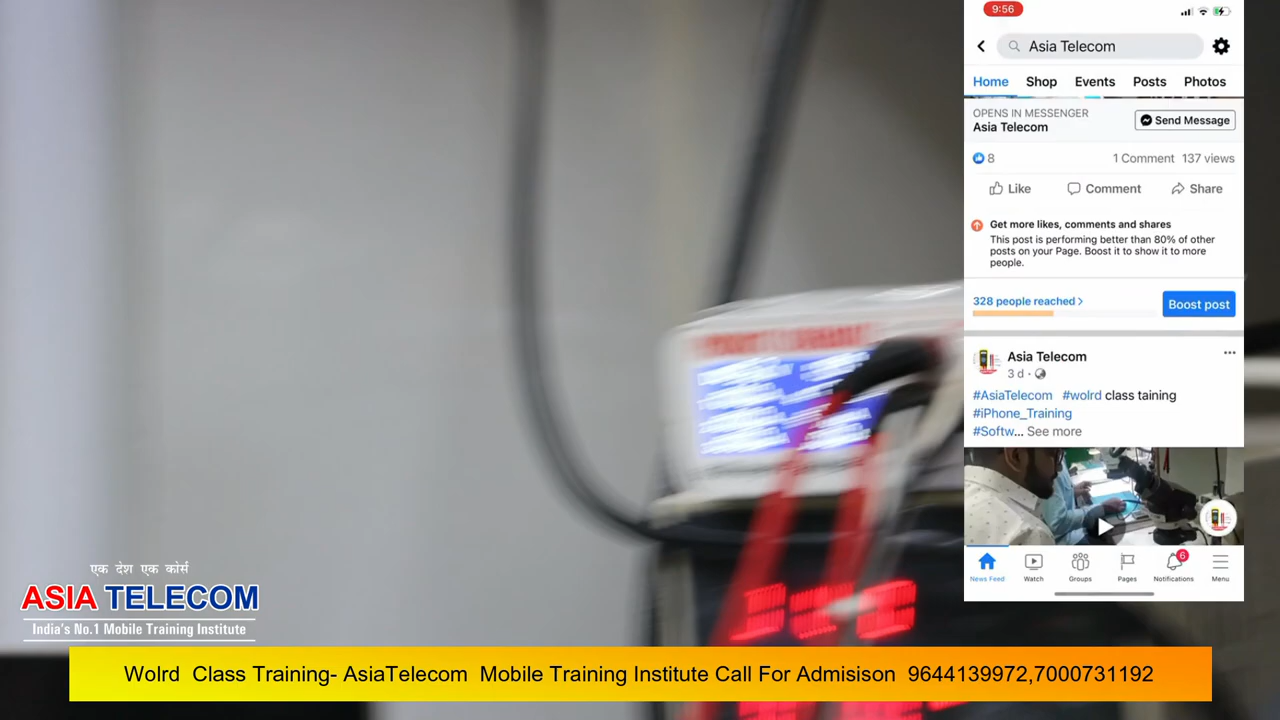 9:56
Asia Telecom
Home Shop Events Posts Photos
OPENS IN MESSENGER
Asia Telecom
Send Message
8
1 Comment 137 views
Like Comment Share
Get more likes, comments and shares
This post is performing better than 80% of other
posts on your Page. Boost it to show it to more
people.
328 people reached >
Boost post
Asia Telecom
3 d ·
#AsiaTelecom #wolrd class taining
#iPhone_Training
#Softw... See more
6
News Feed Watch Groups Pages Notifications Menu
एक देश एक कोर्स
ASIA TELECOM
India's No.1 Mobile Training Institute
Wolrd Class Training- AsiaTelecom Mobile Training Institute Call For Admisison 9644139972,7000731192